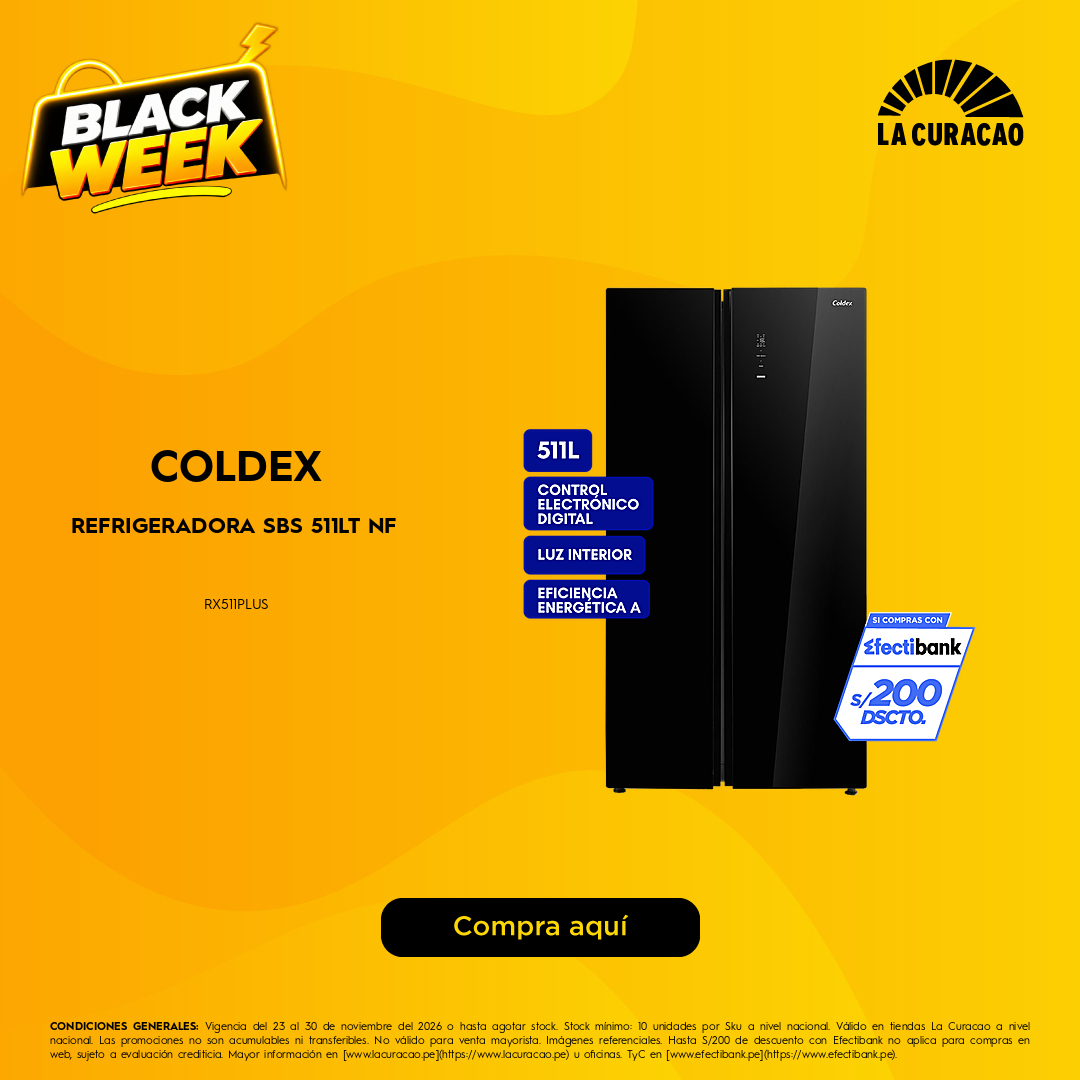 BLACK
WEEK
LA CURACAO
Coldex
COLDEX
REFRIGERADORA SBS 511LT NF
RX511PLUS
511L
CONTROL
ELECTRÓNICO
DIGITAL
LUZ INTERIOR
EFICIENCIA
ENERGÉTICA A
SI COMPRAS CON
Efectibank
S/200
DSCTO.
Compra aquí
CONDICIONES GENERALES: Vigencia del 23 al 30 de noviembre del 2026 o hasta agotar stock. Stock mínimo: 10 unidades por Sku a nivel nacional. Válido en tiendas La Curacao a nivel
nacional. Las promociones no son acumulables ni transferibles. No válido para venta mayorista. Imágenes referenciales. Hasta S/200 de descuento con Efectibank no aplica para compras en
web, sujeto a evaluación crediticia. Mayor información en [www.lacuracao.pe](https://www.lacuracao.pe) u oficinas. TyC en [www.efectibank.pe](https://www.efectibank.pe).